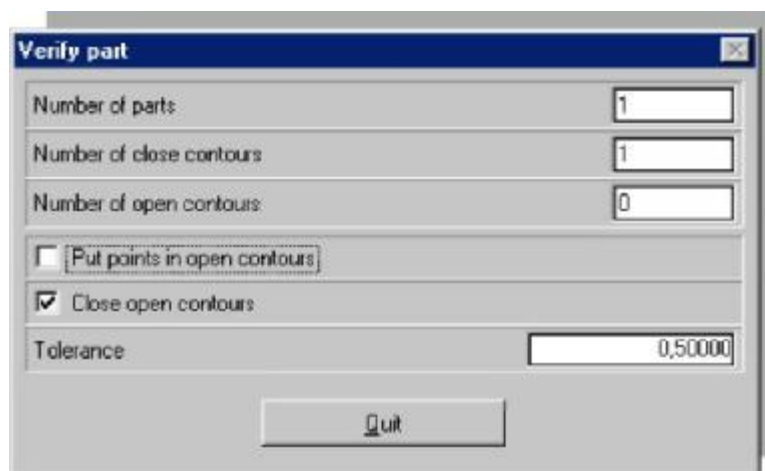 Verify part
Number of parts 1
Number of close contours 1
Number of open contours 0
Put points in open contours
Close open contours
Tolerance 0,50000
Quit